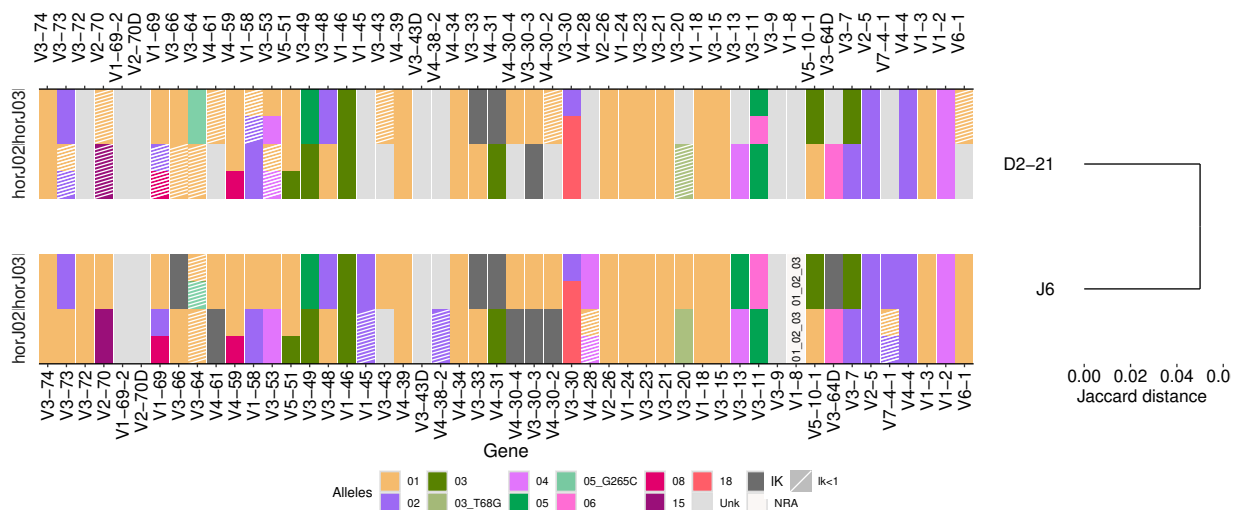 V3−74
V3−73
V3−72
V2−70
V1−69−2
V2−70D
V1−69
V3−66
V3−64
V4−61
V4−59
V1−58
V3−53
V5−51
V3−49
V3−48
V1−46
V1−45
V3−43
V4−39
V3−43D
V4−38−2
V4−34
V3−33
V4−31
V4−30−4
V3−30−3
V4−30−2
V3−30
V4−28
V2−26
V1−24
V3−23
V3−21
V3−20
V1−18
V3−15
V3−13
V3−11
V3−9
V1−8
V5−10−1
V3−64D
V3−7
V2−5
V7−4−1
V4−4
V1−3
V1−2
V6−1
horJ02IhorJ03
horJ02IhorJ03
01_02_03
01_02_03
V3−74
V3−73
V3−72
V2−70
V1−69−2
V2−70D
V1−69
V3−66
V3−64
V4−61
V4−59
V1−58
V3−53
V5−51
V3−49
V3−48
V1−46
V1−45
V3−43
V4−39
V3−43D
V4−38−2
V4−34
V3−33
V4−31
V4−30−4
V3−30−3
V4−30−2
V3−30
V4−28
V2−26
V1−24
V3−23
V3−21
V3−20
V1−18
V3−15
V3−13
V3−11
V3−9
V1−8
V5−10−1
V3−64D
V3−7
V2−5
V7−4−1
V4−4
V1−3
V1−2
V6−1
Gene
D2−21
J6
0.00 0.02 0.04 0.0
Jaccard distance
Alleles
01 03 04 05_G265C 08 18 IK lk<1
02 03_T68G 05 06 15 Unk NRA